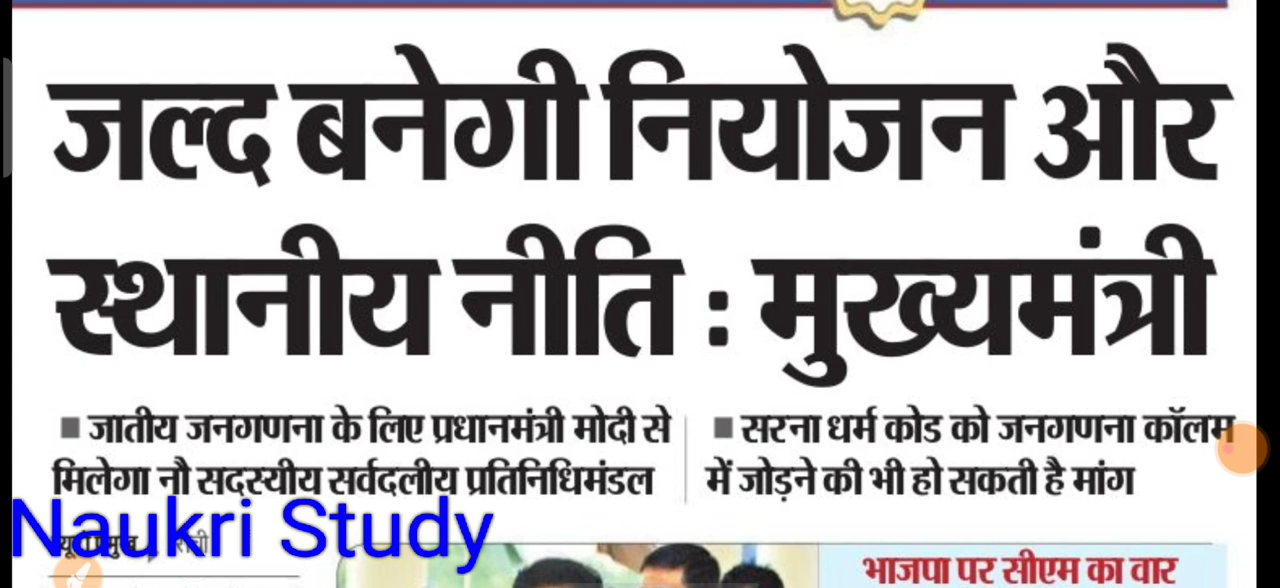 जल्द बनेगी नियोजन और
स्थानीय नीति : मुख्यमंत्री
■ जातीय जनगणना के लिए प्रधानमंत्री मोदी से
मिलेगा नौ सदस्यीय सर्वदलीय प्रतिनिधिमंडल
■ सरना धर्म कोड को जनगणना कॉलम
में जोड़ने की भी हो सकती है मांग
Naukri Study
भाजपा पर सीएम का वार